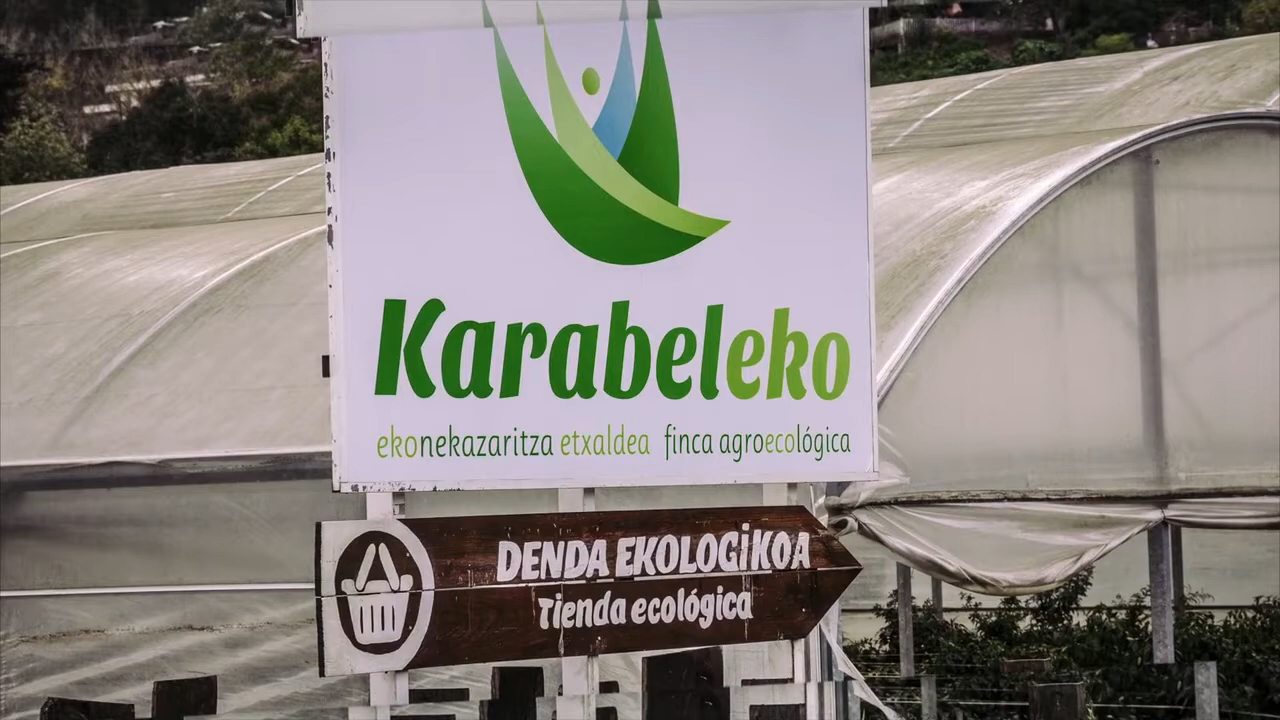 Karabeleko
ekonekazaritza etxaldea finca agroecológica
DENDA EKOLOGiKOA
Tienda ecológica